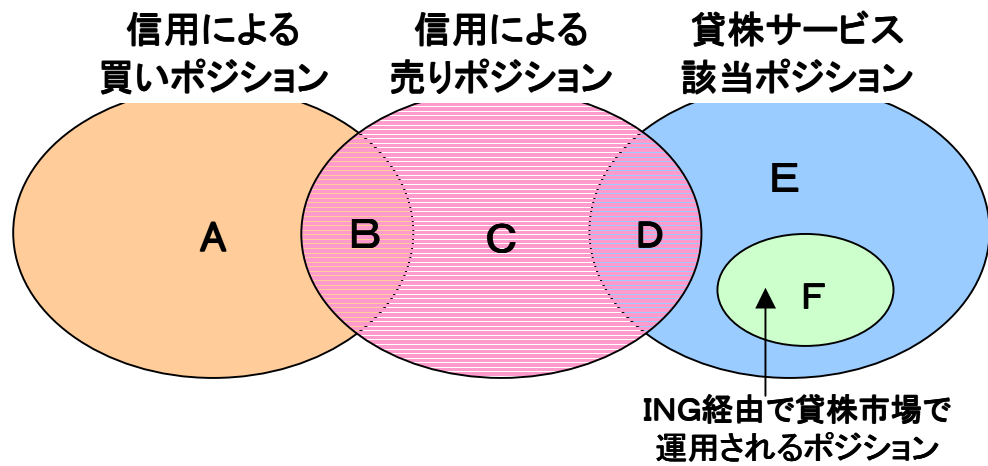 信用による
買いポジション
信用による
売りポジション
貸株サービス
該当ポジション
A
B
C
D
E
F
ING経由で貸株市場で
運用されるポジション